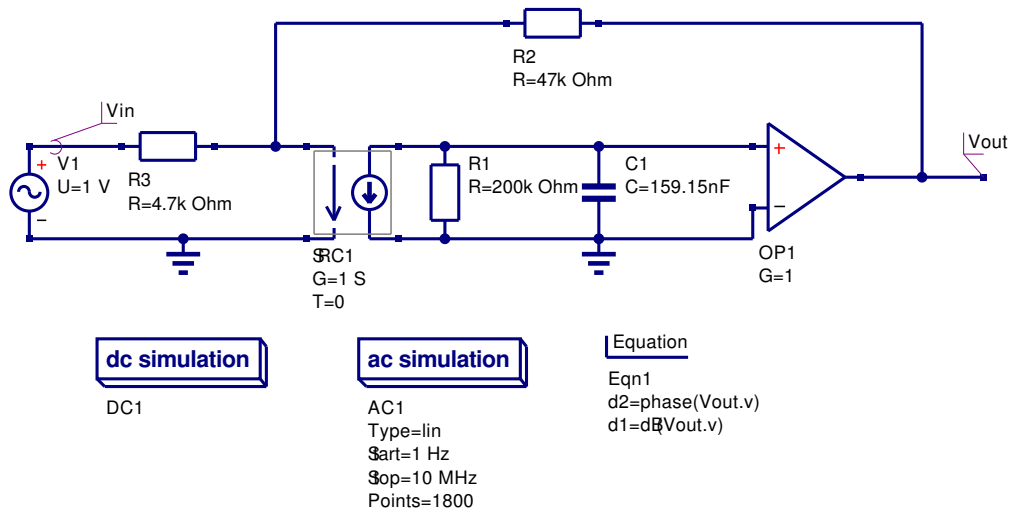 R2
R=47k Ohm
Vin
+
V1
U=1 V
−
R3
R=4.7k Ohm
SRC1
G=1 S
T=0
R1
R=200k Ohm
C1
C=159.15nF
+
−
OP1
G=1
Vout
dc simulation
DC1
ac simulation
AC1
Type=lin
Start=1 Hz
Stop=10 MHz
Points=1800
Equation
Eqn1
d2=phase(Vout.v)
d1=dB(Vout.v)